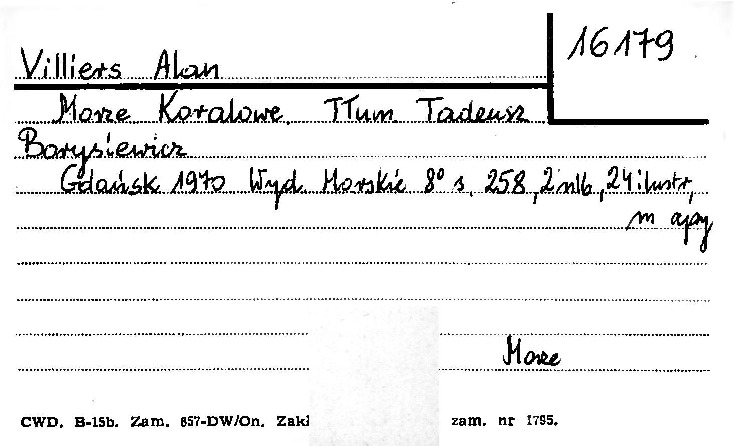 16179
Villiers Alan
Morze Koralowe. Tłum Tadeusz
Borysiewicz
Gdańsk 1970 Wyd. Morskie 8° s. 258, 2 nlb, 24 ilustr,
mapy
Morze
CWD. B-15b. Zam. 857-DW/On. Zakł zam. nr 1795.